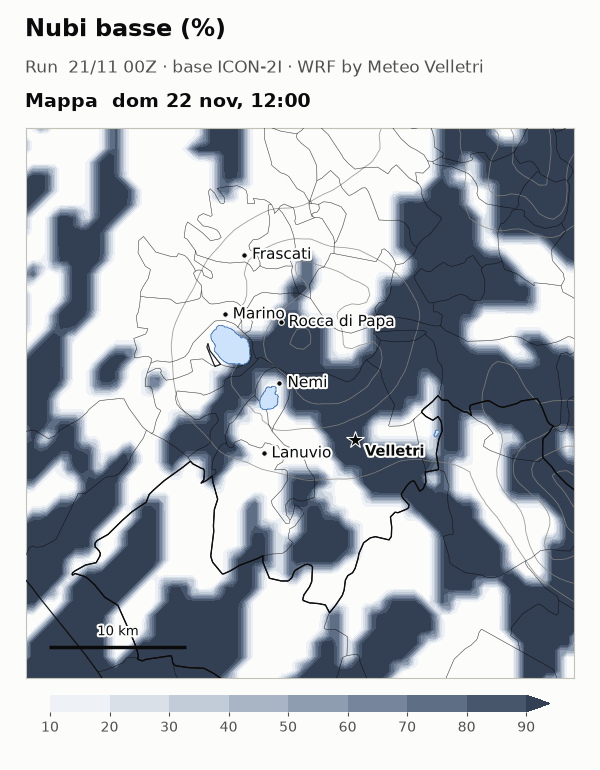 Nubi basse (%)
Run  21/11 00Z · base ICON-2I · WRF by Meteo Velletri
Mappa  dom 22 nov, 12:00
Frascati
Marino
Rocca di Papa
Nemi
Velletri
Lanuvio
10 km
10 20 30 40 50 60 70 80 90